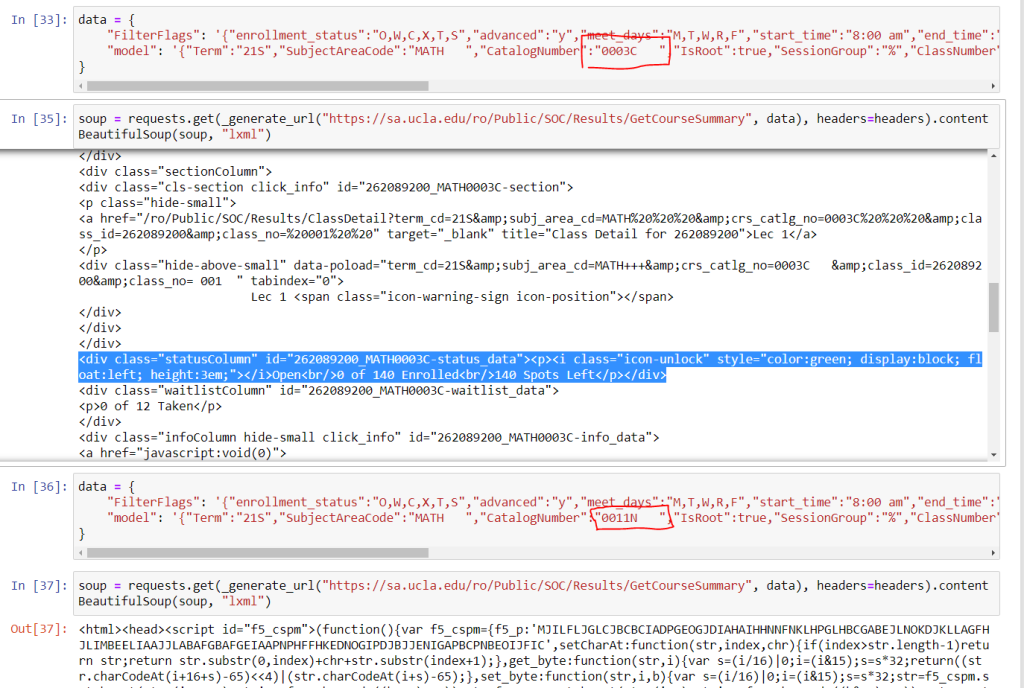 In [33]: data = {
"FilterFlags": '{"enrollment_status":"O,W,C,X,T,S","advanced":"y","meet_days":"M,T,W,R,F","start_time":"8:00 am","end_time":"
"model": '{"Term":"21S","SubjectAreaCode":"MATH   ","CatalogNumber":"0003C   ","IsRoot":true,"SessionGroup":"%","ClassNumber"
}
In [35]: soup = requests.get(_generate_url("https://sa.ucla.edu/ro/Public/SOC/Results/GetCourseSummary", data), headers=headers).content
BeautifulSoup(soup, "lxml")
</div>
<div class="sectionColumn">
<div class="cls-section click_info" id="262089200_MATH0003C-section">
<p class="hide-small">
<a href="/ro/Public/SOC/Results/ClassDetail?term_cd=21S&amp;subj_area_cd=MATH%20%20%20&amp;crs_catlg_no=0003C%20%20%20&amp;cla
ss_id=262089200&amp;class_no=%20001%20%20" target="_blank" title="Class Detail for 262089200">Lec 1</a>
</p>
<div class="hide-above-small" data-poload="term_cd=21S&amp;subj_area_cd=MATH+++&amp;crs_catlg_no=0003C   &amp;class_id=2620892
00&amp;class_no= 001  " tabindex="0">
Lec 1 <span class="icon-warning-sign icon-position"></span>
</div>
</div>
</div>
<div class="statusColumn" id="262089200_MATH0003C-status_data"><p><i class="icon-unlock" style="color:green; display:block; fl
oat:left; height:3em;"></i>Open<br/>0 of 140 Enrolled<br/>140 Spots Left</p></div>
<div class="waitlistColumn" id="262089200_MATH0003C-waitlist_data">
<p>0 of 12 Taken</p>
</div>
<div class="infoColumn hide-small click_info" id="262089200_MATH0003C-info_data">
<a href="javascript:void(0)">
In [36]: data = {
"FilterFlags": '{"enrollment_status":"O,W,C,X,T,S","advanced":"y","meet_days":"M,T,W,R,F","start_time":"8:00 am","end_time":"
"model": '{"Term":"21S","SubjectAreaCode":"MATH   ","CatalogNumber":"0011N   ","IsRoot":true,"SessionGroup":"%","ClassNumber"
}
In [37]: soup = requests.get(_generate_url("https://sa.ucla.edu/ro/Public/SOC/Results/GetCourseSummary", data), headers=headers).content
BeautifulSoup(soup, "lxml")
Out[37]: <html><head><script id="f5_cspm">(function(){var f5_cspm={f5_p:'MJILFLJGLCJBCBCIADPGEOGJDIAHAIHHNNFNKLHPGLHBCGABEJLNOKDJKLLAGFH
JLIMBEELIAAJJLABAFGBAFGEIAAPNPHFFHKEDNOGIPDJBJJENIGAPBCPNBEOIJFIC',setCharAt:function(str,index,chr){if(index>str.length-1)retu
rn str;return str.substr(0,index)+chr+str.substr(index+1);},get_byte:function(str,i){var s=(i/16)|0;i=(i&15);s=s*32;return((st
r.charCodeAt(i+16+s)-65)<<4)|(str.charCodeAt(i+s)-65);},set_byte:function(str,i,b){var s=(i/16)|0;i=(i&15);s=s*32;str=f5_cspm.s